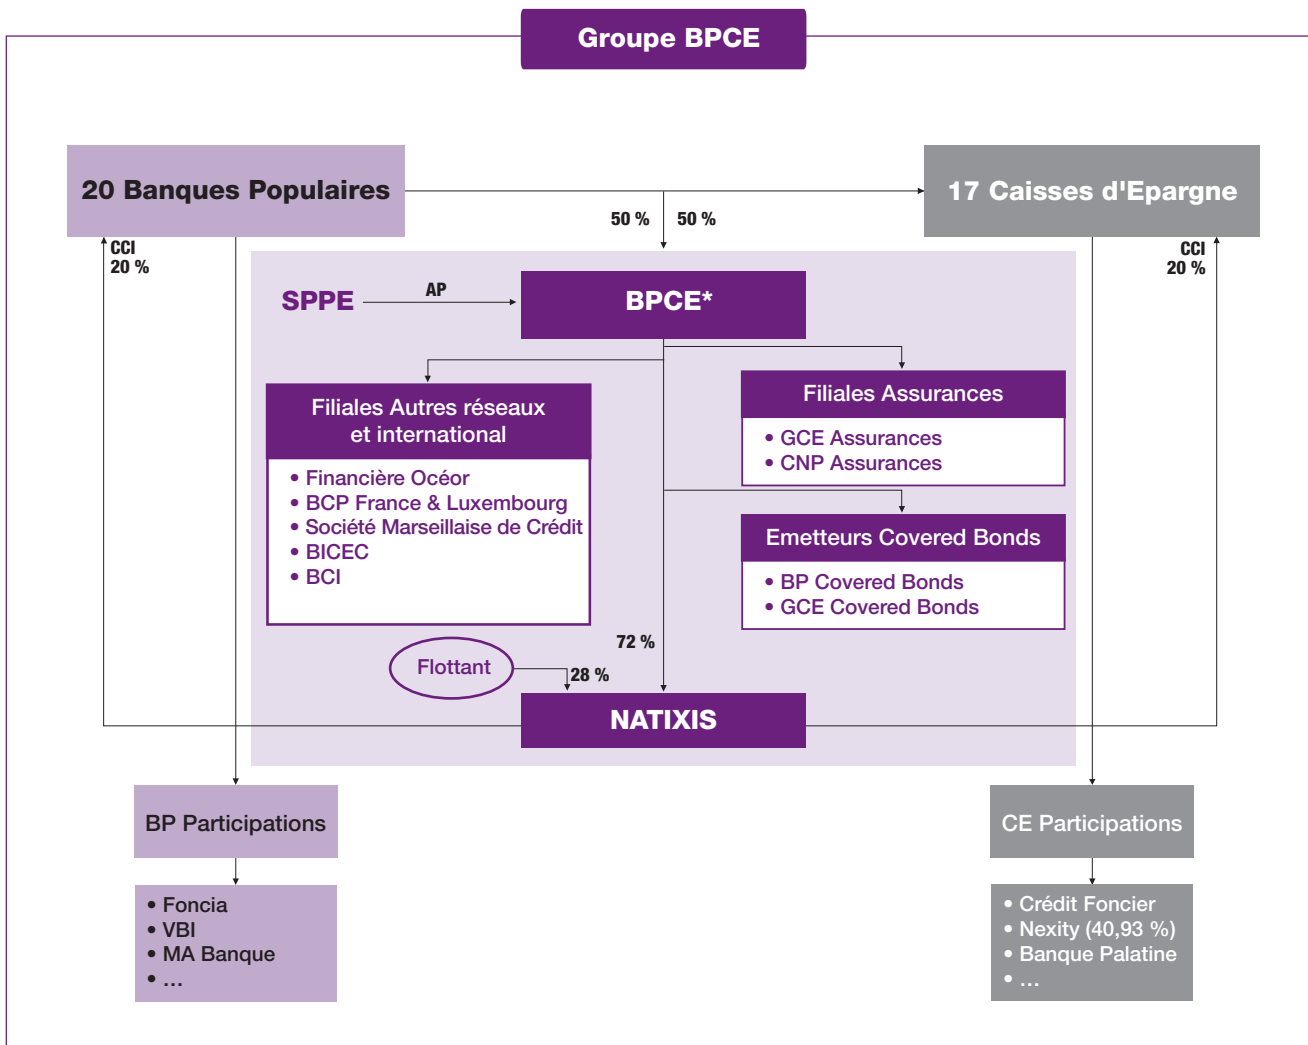 Groupe BPCE
20 Banques Populaires
17 Caisses d'Epargne
50 %
50 %
CCI
20 %
CCI
20 %
SPPE
AP
BPCE*
Filiales Autres réseaux
et international
• Financière Océor
• BCP France & Luxembourg
• Société Marseillaise de Crédit
• BICEC
• BCI
Filiales Assurances
• GCE Assurances
• CNP Assurances
Emetteurs Covered Bonds
• BP Covered Bonds
• GCE Covered Bonds
72 %
Flottant
28 %
NATIXIS
BP Participations
• Foncia
• VBI
• MA Banque
• ...
CE Participations
• Crédit Foncier
• Nexity (40,93 %)
• Banque Palatine
• ...